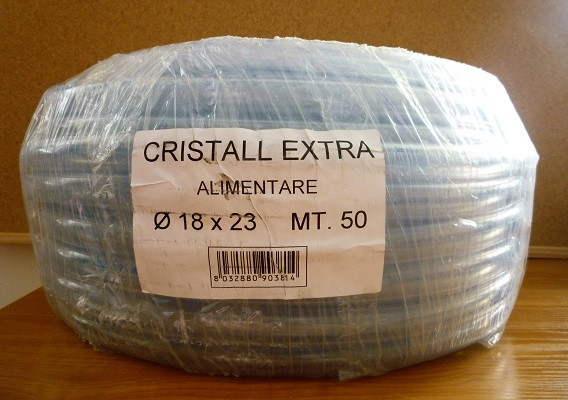 CRISTALL EXTRA
ALIMENTARE
Ø 18 x 23 MT. 50
8 032880 903814